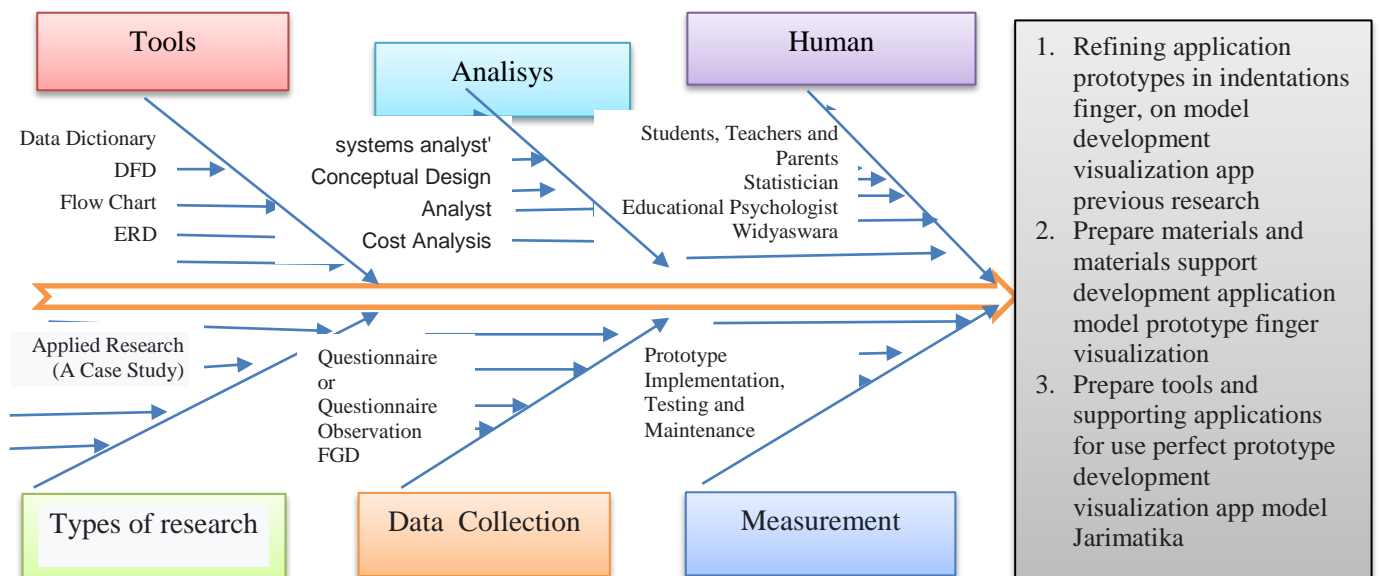 Tools
Analisys
Human
Data Dictionary
DFD
Flow Chart
ERD
systems analyst'
Conceptual Design
Analyst
Cost Analysis
Students, Teachers and
Parents
Statistician
Educational Psychologist
Widyaswara
Applied Research
(A Case Study)
Questionnaire
or
Questionnaire
Observation
FGD
Prototype
Implementation,
Testing and
Maintenance
Types of research
Data Collection
Measurement
1. Refining application
prototypes in indentations
finger, on model
development
visualization app
previous research
2. Prepare materials and
materials support
development application
model prototype finger
visualization
3. Prepare tools and
supporting applications
for use perfect prototype
development
visualization app model
Jarimatika